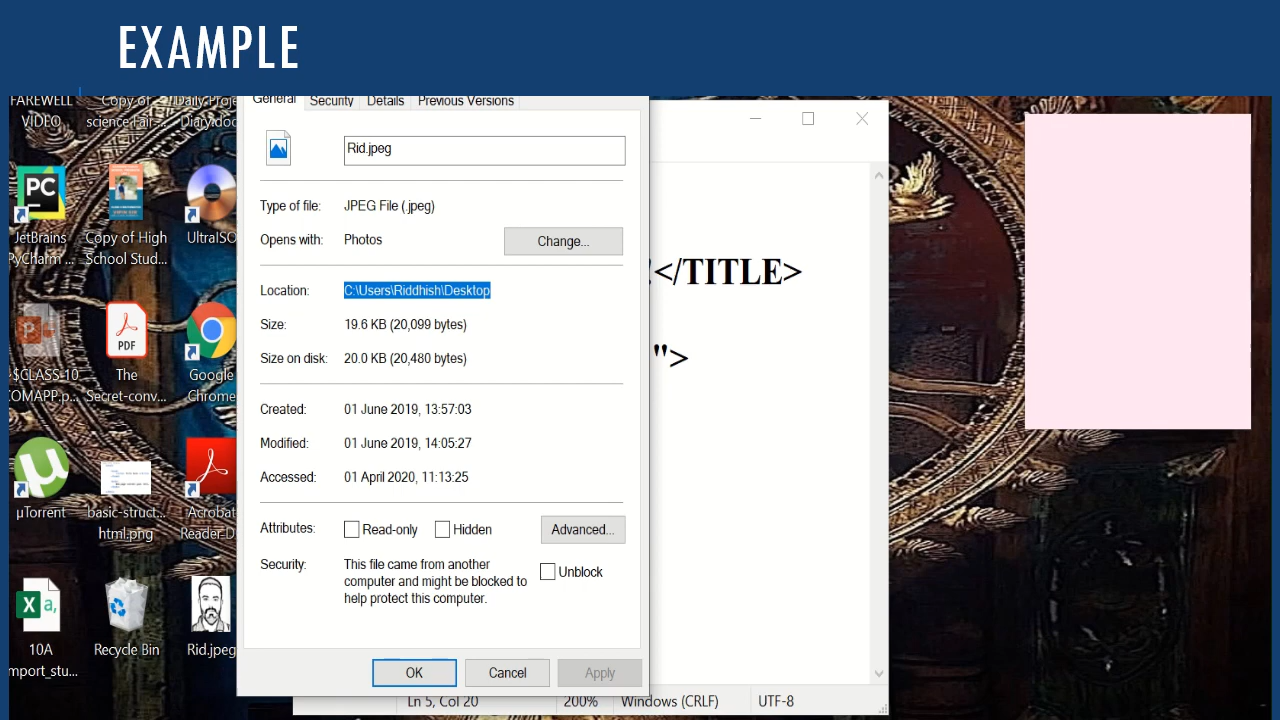 EXAMPLE
FAREWELL
VIDEO
Copy of
science Fair-...
Daily Proje
Diary.doc
PC
JetBrains
PyCharm ...
Copy of High
School Stud...
UltraISO
PDF
The
Secret-conv...
Google
Chrome
µTorrent
basic-struct...
html.png
Acrobat
Reader-D
X a,
10A
mport_stu...
Recycle Bin
Rid.jpeg
General Security Details Previous Versions
Rid.jpeg
Type of file: JPEG File (.jpeg)
Opens with: Photos Change...
Location: C:\Users\Riddhish\Desktop
Size: 19.6 KB (20,099 bytes)
Size on disk: 20.0 KB (20,480 bytes)
Created: 01 June 2019, 13:57:03
Modified: 01 June 2019, 14:05:27
Accessed: 01 April 2020, 11:13:25
Attributes: Read-only Hidden Advanced...
Security: This file came from another
computer and might be blocked to
help protect this computer.
Unblock
OK Cancel Apply
</TITLE>
">
Ln 5, Col 20 200% Windows (CRLF) UTF-8